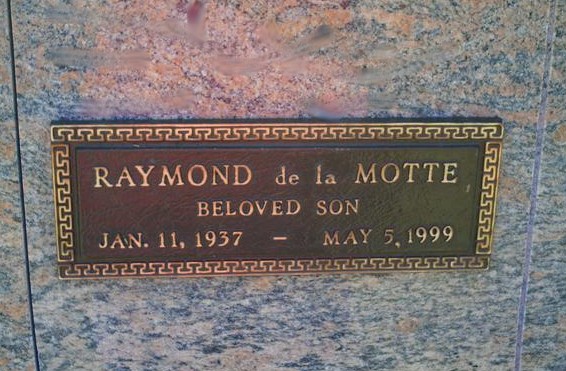 RAYMOND de la MOTTE
BELOVED SON
JAN. 11, 1937 – MAY 5, 1999